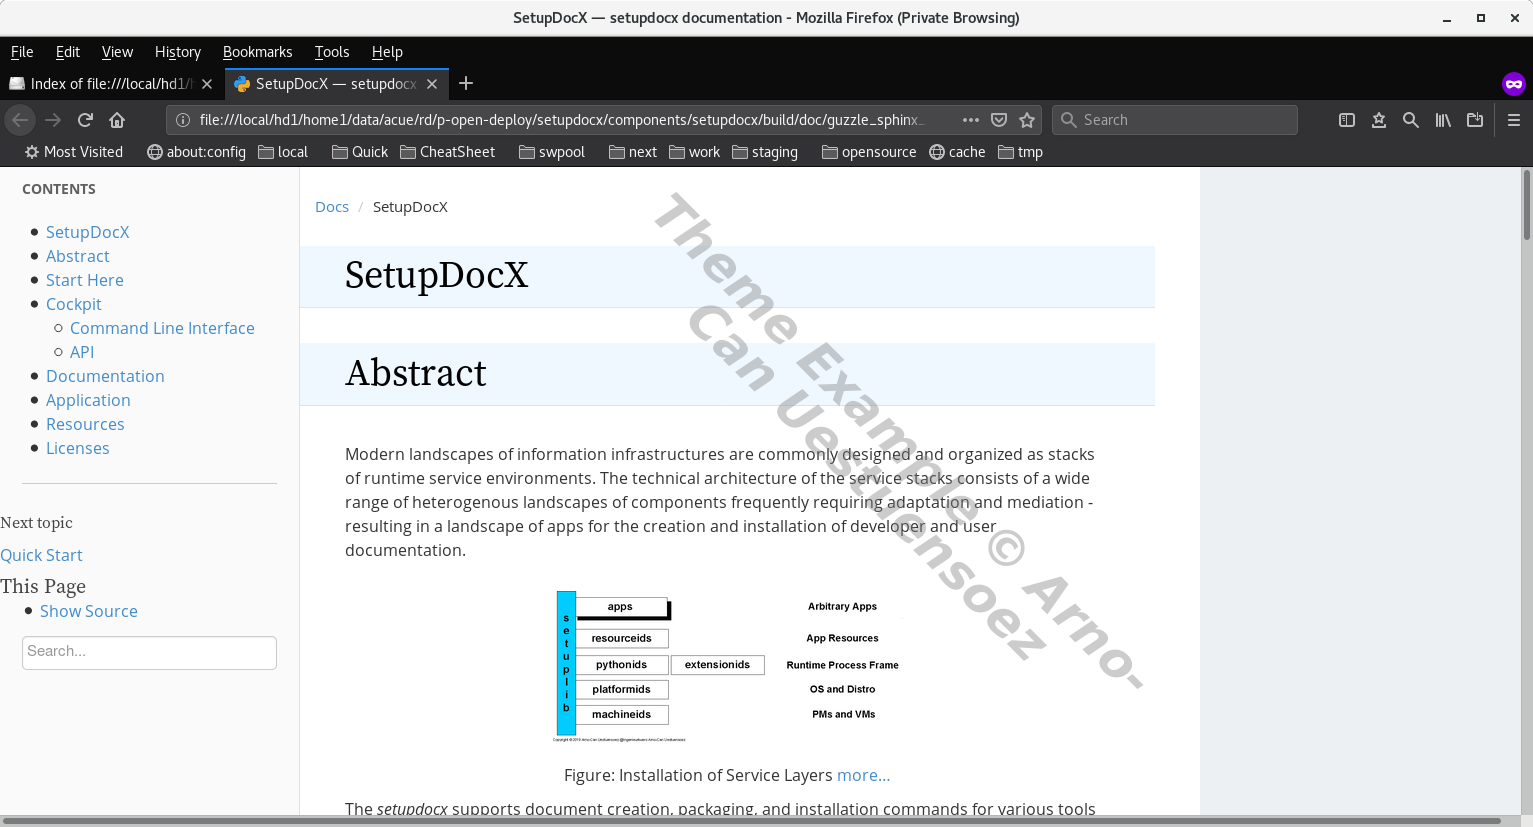 SetupDocX — setupdocx documentation - Mozilla Firefox (Private Browsing)
File Edit View History Bookmarks Tools Help
Index of file:///local/hd1/h
SetupDocX — setupdocx
file:///local/hd1/home1/data/acue/rd/p-open-deploy/setupdocx/components/setupdocx/build/doc/guzzle_sphinx_
Search
Most Visited about:config local Quick CheatSheet swpool next work staging opensource cache tmp
CONTENTS
SetupDocX
Abstract
Start Here
Cockpit
Command Line Interface
API
Documentation
Application
Resources
Licenses
Next topic
Quick Start
This Page
Show Source
Search...
Docs / SetupDocX
SetupDocX
Abstract
Modern landscapes of information infrastructures are commonly designed and organized as stacks
of runtime service environments. The technical architecture of the service stacks consists of a wide
range of heterogenous landscapes of components frequently requiring adaptation and mediation -
resulting in a landscape of apps for the creation and installation of developer and user
documentation.
setuplib
apps Arbitrary Apps
resourceids App Resources
pythonids extensionids Runtime Process Frame
platformids OS and Distro
machineids PMs and VMs
Figure: Installation of Service Layers more...
The setupdocx supports document creation, packaging, and installation commands for various tools
Theme Example © Arno-
Can Uestuensoez